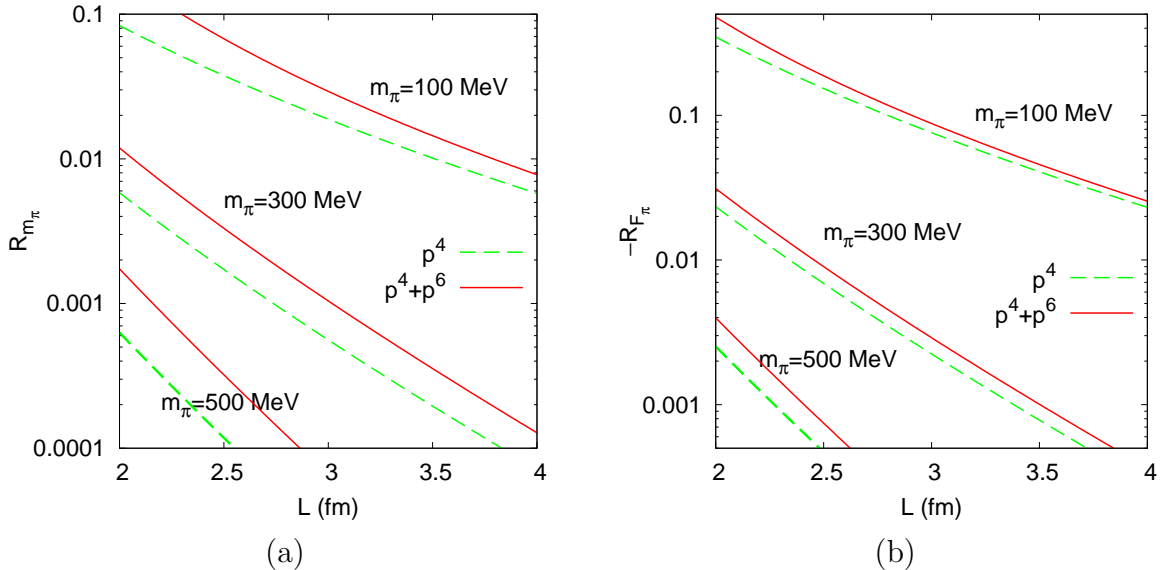 0.1
0.01
0.001
0.0001
R_{m_π}
m_π=100 MeV
m_π=300 MeV
p^4
p^4+p^6
m_π=500 MeV
2 2.5 3 3.5 4
L (fm)
(a)
0.1
0.01
0.001
−R_{F_π}
m_π=100 MeV
m_π=300 MeV
p^4
p^4+p^6
m_π=500 MeV
2 2.5 3 3.5 4
L (fm)
(b)